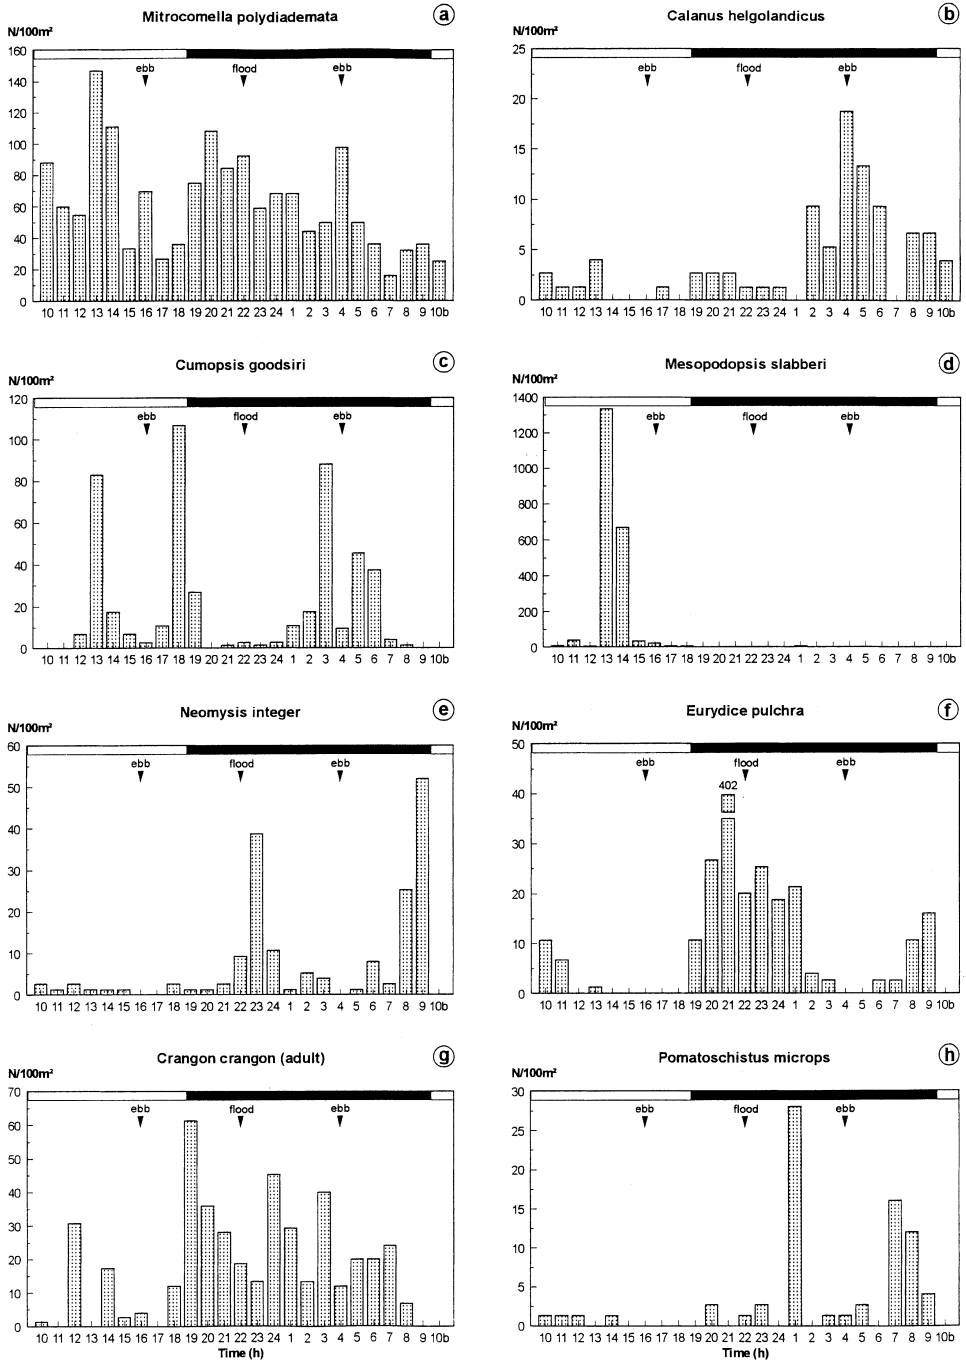 Mitrocomella polydiademata
a
N/100m²
160
140
120
100
80
60
40
20
0
ebb
flood
ebb
10 11 12 13 14 15 16 17 18 19 20 21 22 23 24 1 2 3 4 5 6 7 8 9 10b
Calanus helgolandicus
b
N/100m²
25
20
15
10
5
0
ebb
flood
ebb
10 11 12 13 14 15 16 17 18 19 20 21 22 23 24 1 2 3 4 5 6 7 8 9 10b
Cumopsis goodsiri
c
N/100m²
120
100
80
60
40
20
0
ebb
flood
ebb
10 11 12 13 14 15 16 17 18 19 20 21 22 23 24 1 2 3 4 5 6 7 8 9 10b
Mesopodopsis slabberi
d
N/100m²
1400
1200
1000
800
600
400
200
0
ebb
flood
ebb
10 11 12 13 14 15 16 17 18 19 20 21 22 23 24 1 2 3 4 5 6 7 8 9 10b
Neomysis integer
e
N/100m²
60
50
40
30
20
10
0
ebb
flood
ebb
10 11 12 13 14 15 16 17 18 19 20 21 22 23 24 1 2 3 4 5 6 7 8 9 10b
Eurydice pulchra
f
N/100m²
50
40
30
20
10
0
ebb
flood
ebb
402
10 11 12 13 14 15 16 17 18 19 20 21 22 23 24 1 2 3 4 5 6 7 8 9 10b
Crangon crangon (adult)
g
N/100m²
70
60
50
40
30
20
10
0
ebb
flood
ebb
10 11 12 13 14 15 16 17 18 19 20 21 22 23 24 1 2 3 4 5 6 7 8 9 10b
Time (h)
Pomatoschistus microps
h
N/100m²
30
25
20
15
10
5
0
ebb
flood
ebb
10 11 12 13 14 15 16 17 18 19 20 21 22 23 24 1 2 3 4 5 6 7 8 9 10b
Time (h)